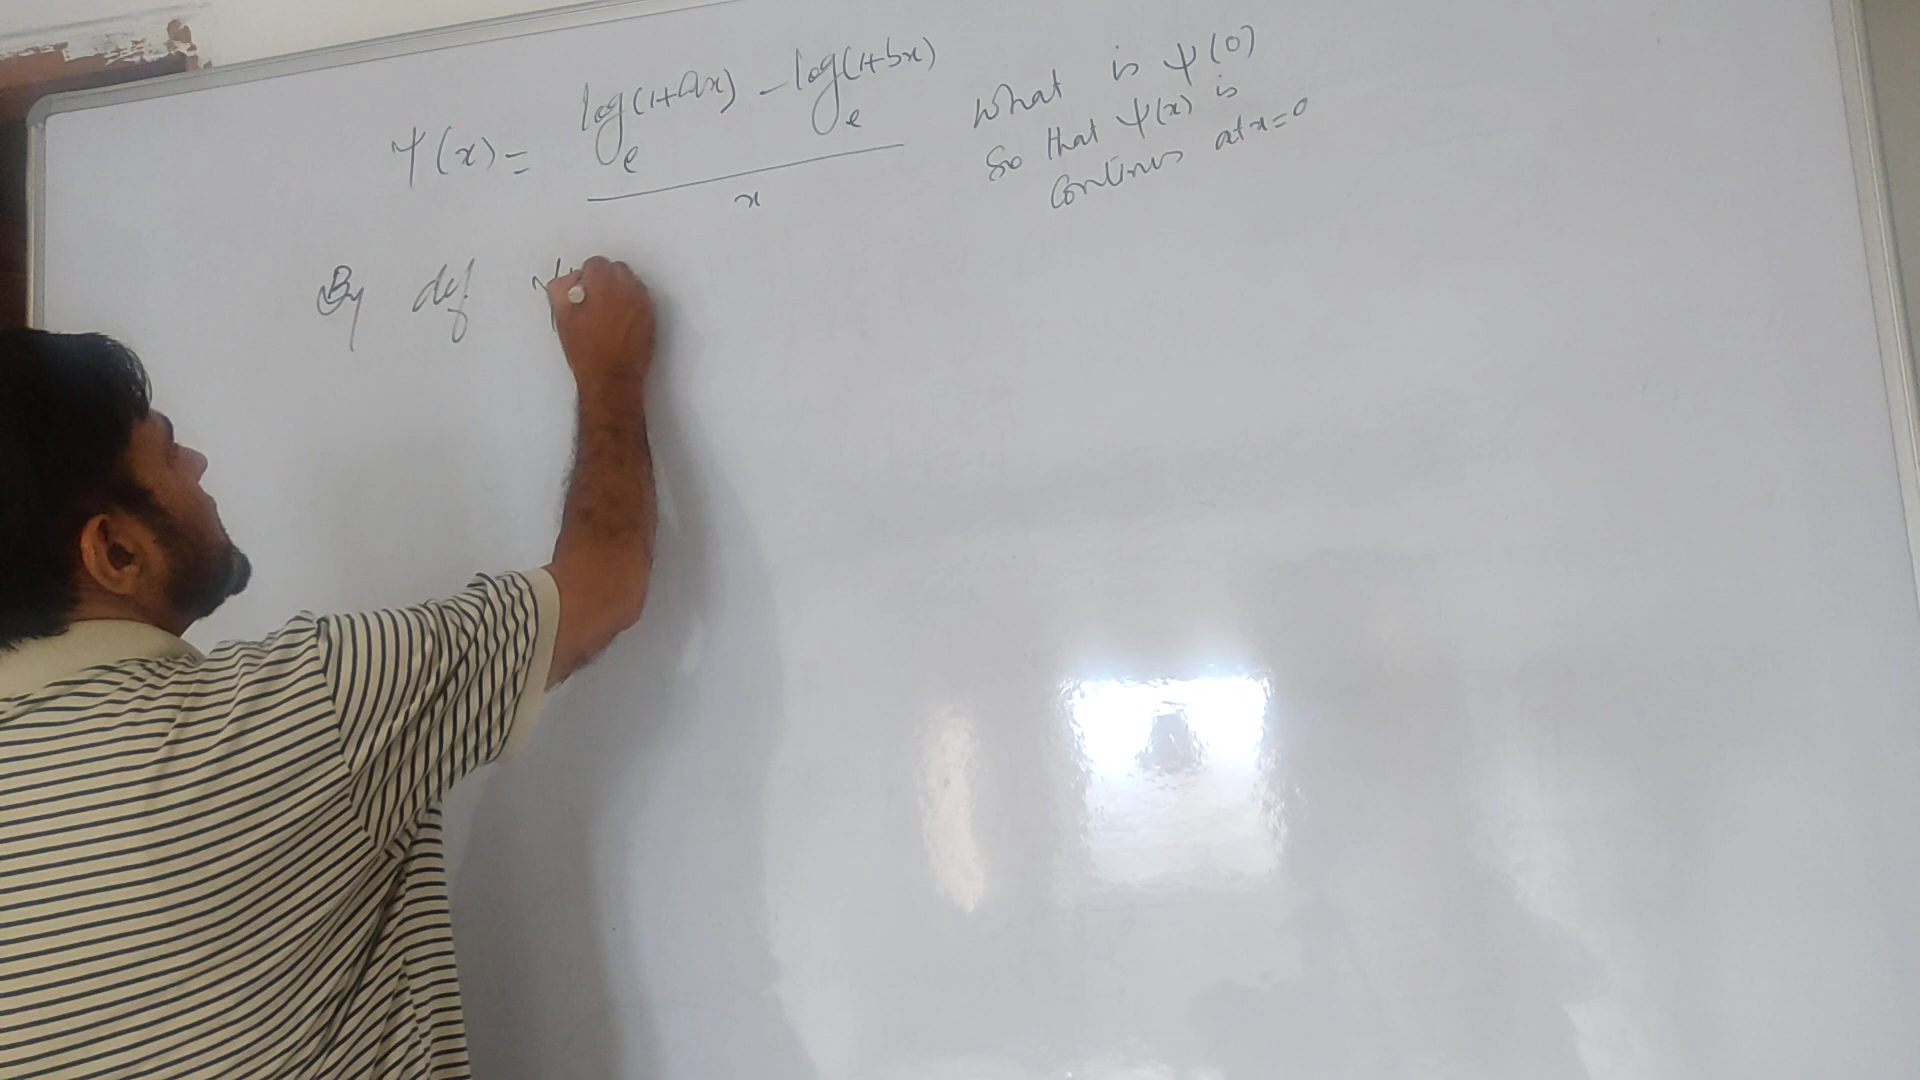 ψ(x) = (log_e(1+ax) - log_e(1+bx)) / x
What is ψ(0)
So that ψ(x) is
continus at x=0
By def ψ